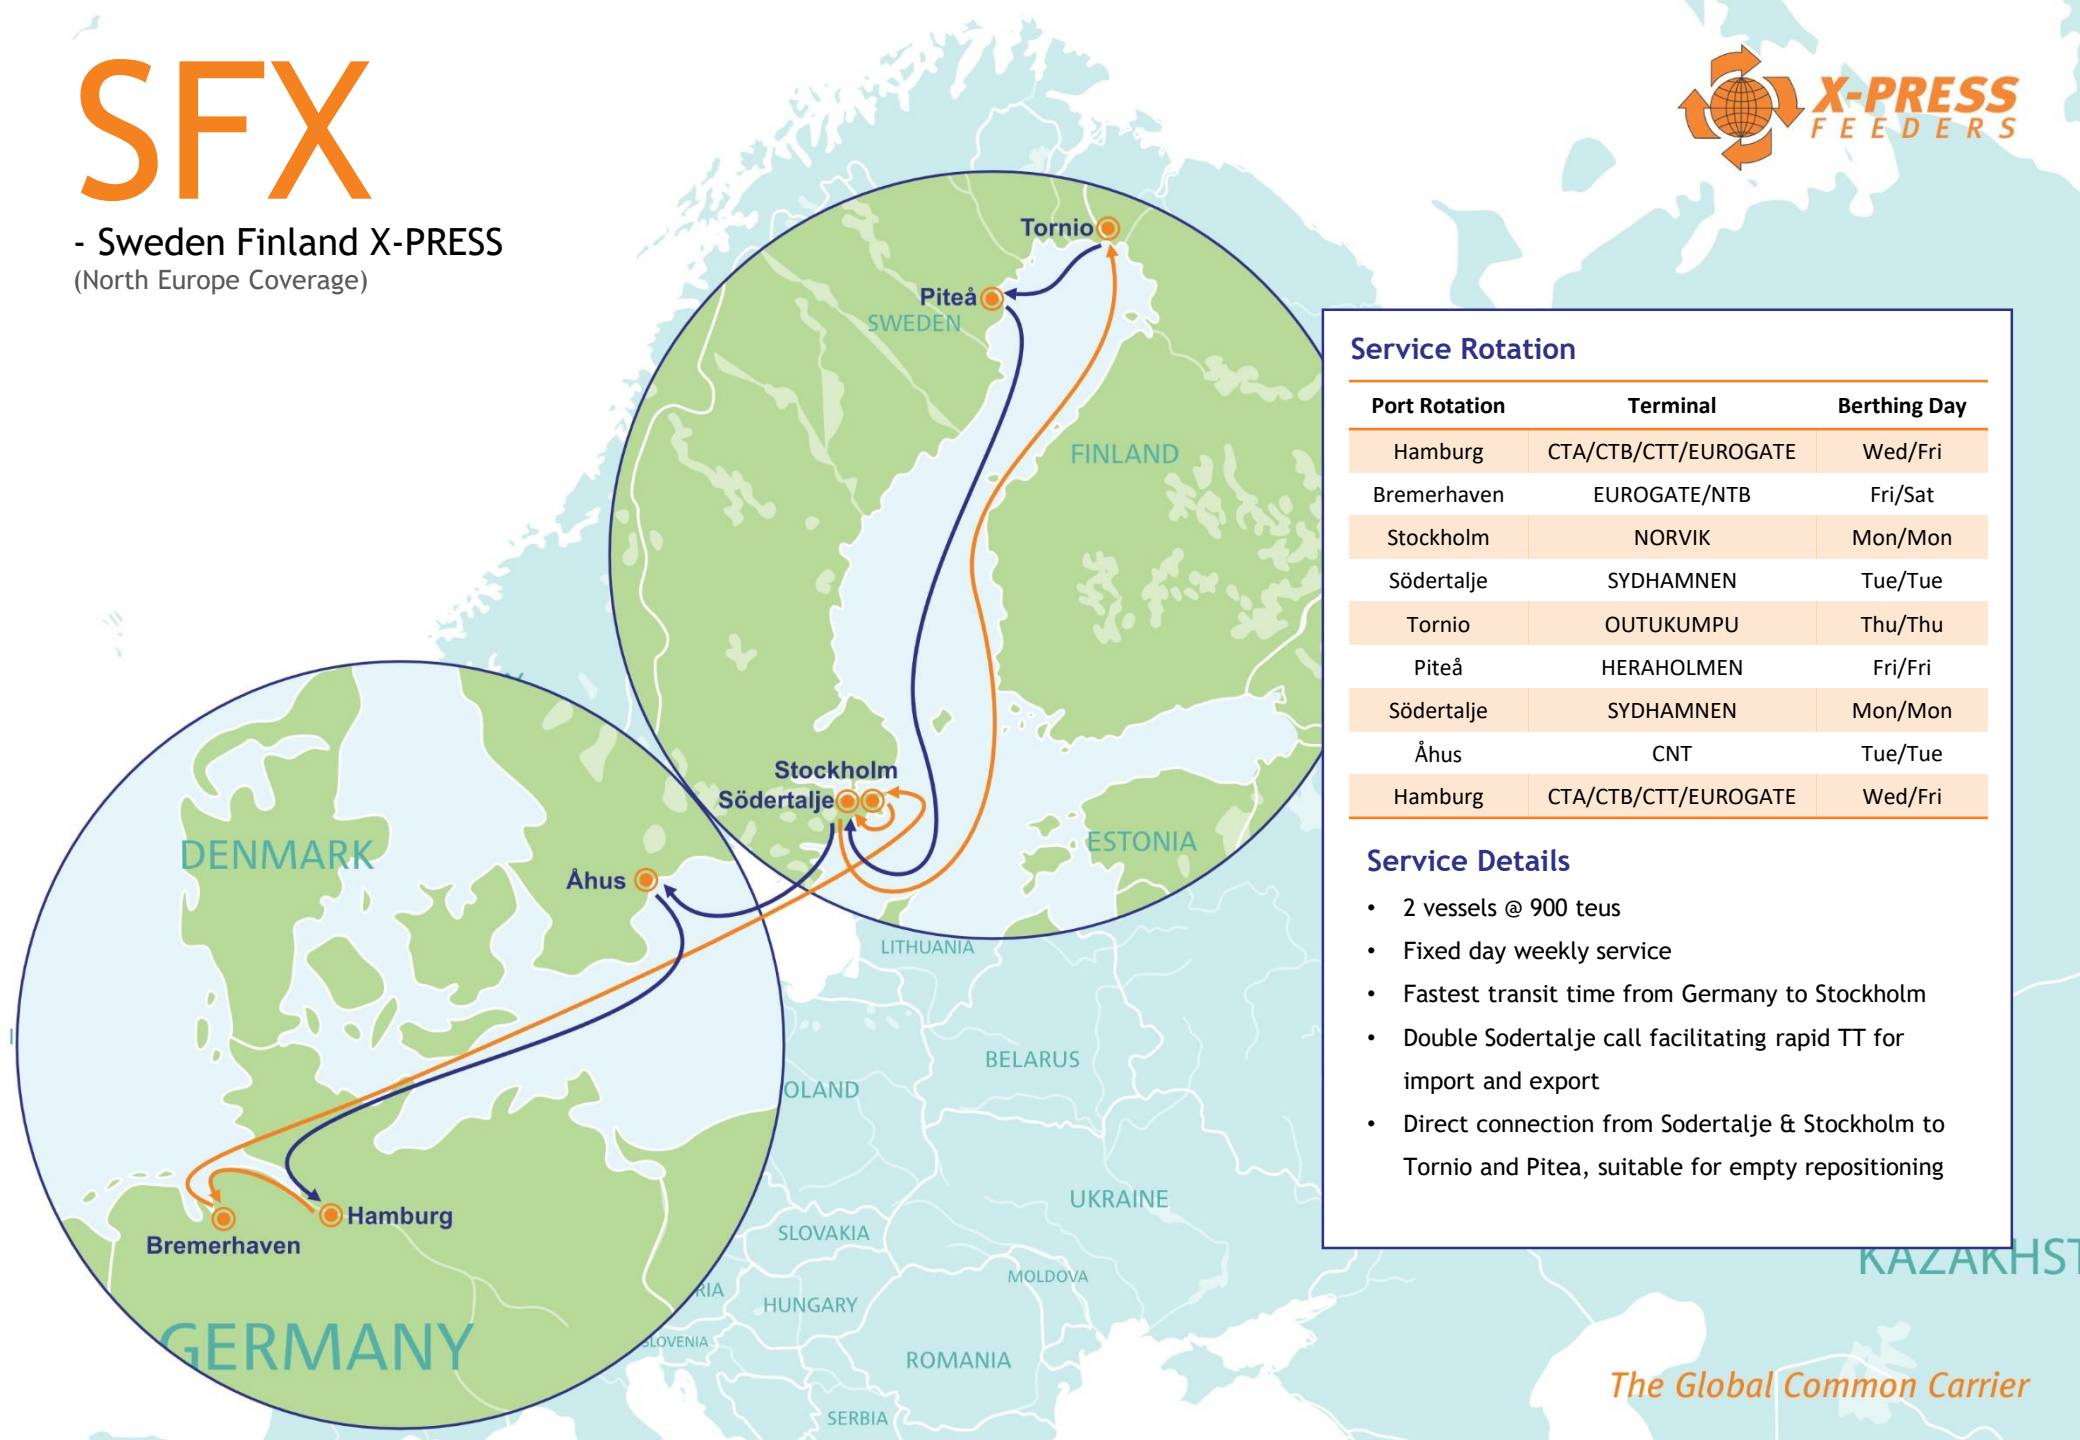 SFX
- Sweden Finland X-PRESS
(North Europe Coverage)
X-PRESS
FEEDERS
Tornio
Piteå
SWEDEN
FINLAND
Stockholm
Södertalje
ESTONIA
DENMARK
Åhus
LITHUANIA
BELARUS
OLAND
UKRAINE
Hamburg
Bremerhaven
SLOVAKIA
MOLDOVA
RIA
HUNGARY
GERMANY
SLOVENIA
ROMANIA
SERBIA
KAZAKHST
Service Rotation
Port Rotation Terminal Berthing Day
Hamburg CTA/CTB/CTT/EUROGATE Wed/Fri
Bremerhaven EUROGATE/NTB Fri/Sat
Stockholm NORVIK Mon/Mon
Södertalje SYDHAMNEN Tue/Tue
Tornio OUTUKUMPU Thu/Thu
Piteå HERAHOLMEN Fri/Fri
Södertalje SYDHAMNEN Mon/Mon
Åhus CNT Tue/Tue
Hamburg CTA/CTB/CTT/EUROGATE Wed/Fri
Service Details
• 2 vessels @ 900 teus
• Fixed day weekly service
• Fastest transit time from Germany to Stockholm
• Double Sodertalje call facilitating rapid TT for
import and export
• Direct connection from Sodertalje & Stockholm to
Tornio and Pitea, suitable for empty repositioning
The Global Common Carrier